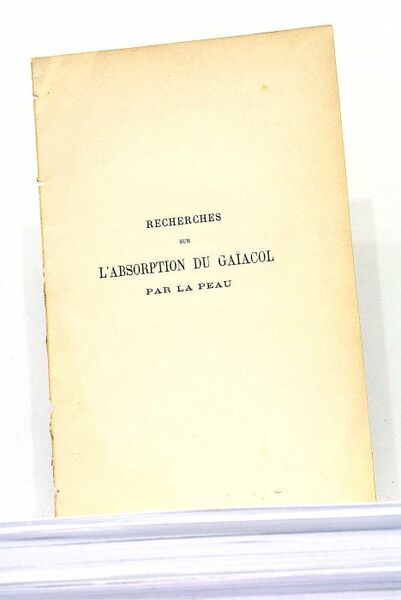 RECHERCHES
SUR
L'ABSORPTION DU GAÏACOL
PAR LA PEAU